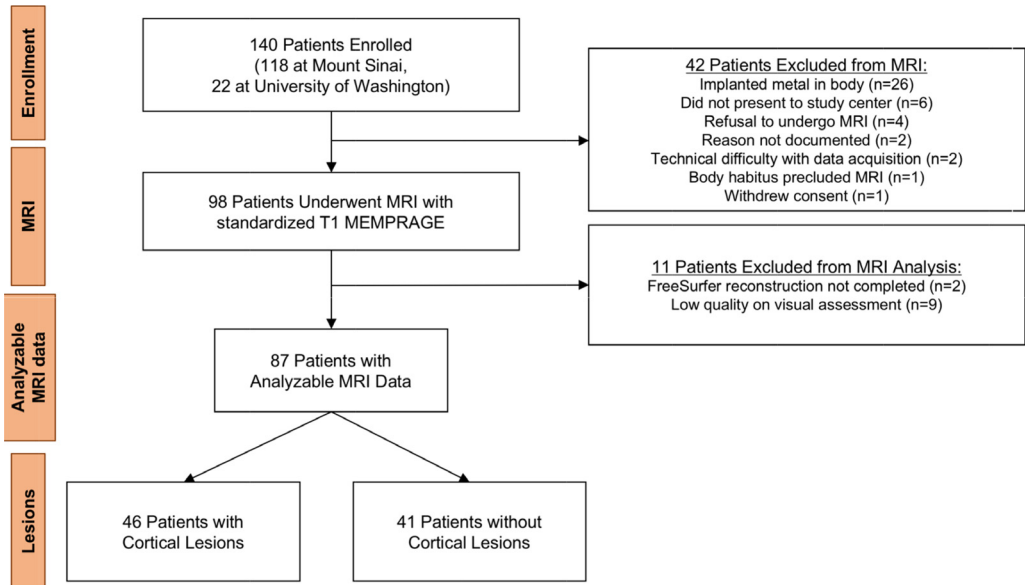 Enrollment
140 Patients Enrolled
(118 at Mount Sinai,
22 at University of Washington)
42 Patients Excluded from MRI:
Implanted metal in body (n=26)
Did not present to study center (n=6)
Refusal to undergo MRI (n=4)
Reason not documented (n=2)
Technical difficulty with data acquisition (n=2)
Body habitus precluded MRI (n=1)
Withdrew consent (n=1)
MRI
98 Patients Underwent MRI with
standardized T1 MEMPRAGE
11 Patients Excluded from MRI Analysis:
FreeSurfer reconstruction not completed (n=2)
Low quality on visual assessment (n=9)
Analyzable
MRI data
87 Patients with
Analyzable MRI Data
Lesions
46 Patients with
Cortical Lesions
41 Patients without
Cortical Lesions